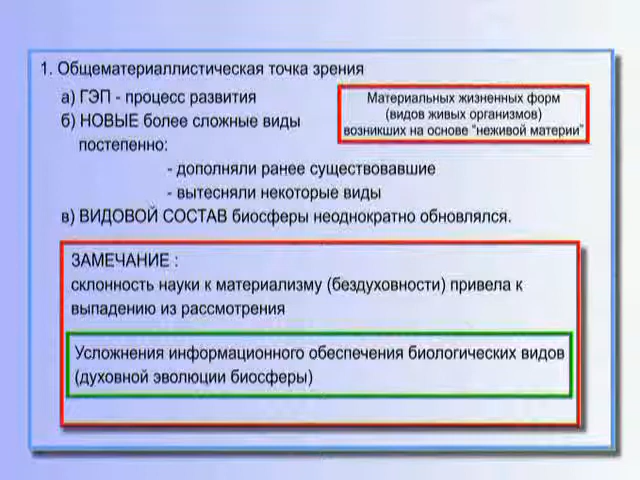 1. Общематериаллистическая точка зрения
а) ГЭП - процесс развития
Материальных жизненных форм
(видов живых организмов)
возникших на основе "неживой материи"
б) НОВЫЕ более сложные виды
постепенно:
- дополняли ранее существовавшие
- вытесняли некоторые виды
в) ВИДОВОЙ СОСТАВ биосферы неоднократно обновлялся.
ЗАМЕЧАНИЕ :
склонность науки к материализму (бездуховности) привела к
выпадению из рассмотрения
Усложнения информационного обеспечения биологических видов
(духовной эволюции биосферы)